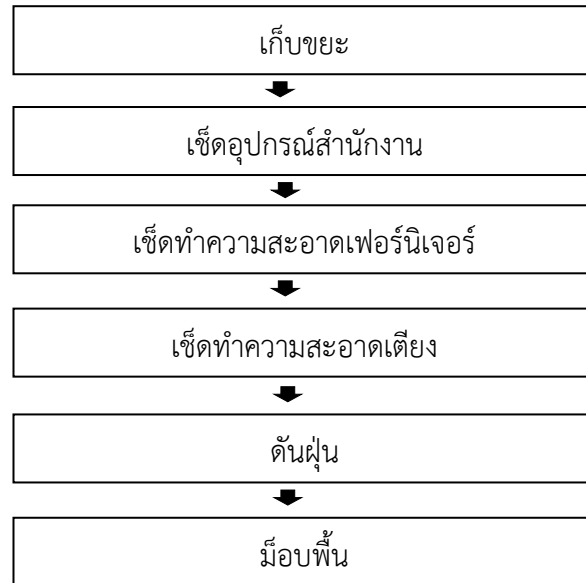 เก็บขยะ
เช็ดอุปกรณ์สำนักงาน
เช็ดทำความสะอาดเฟอร์นิเจอร์
เช็ดทำความสะอาดเตียง
ดันฝุ่น
ม็อบพื้น